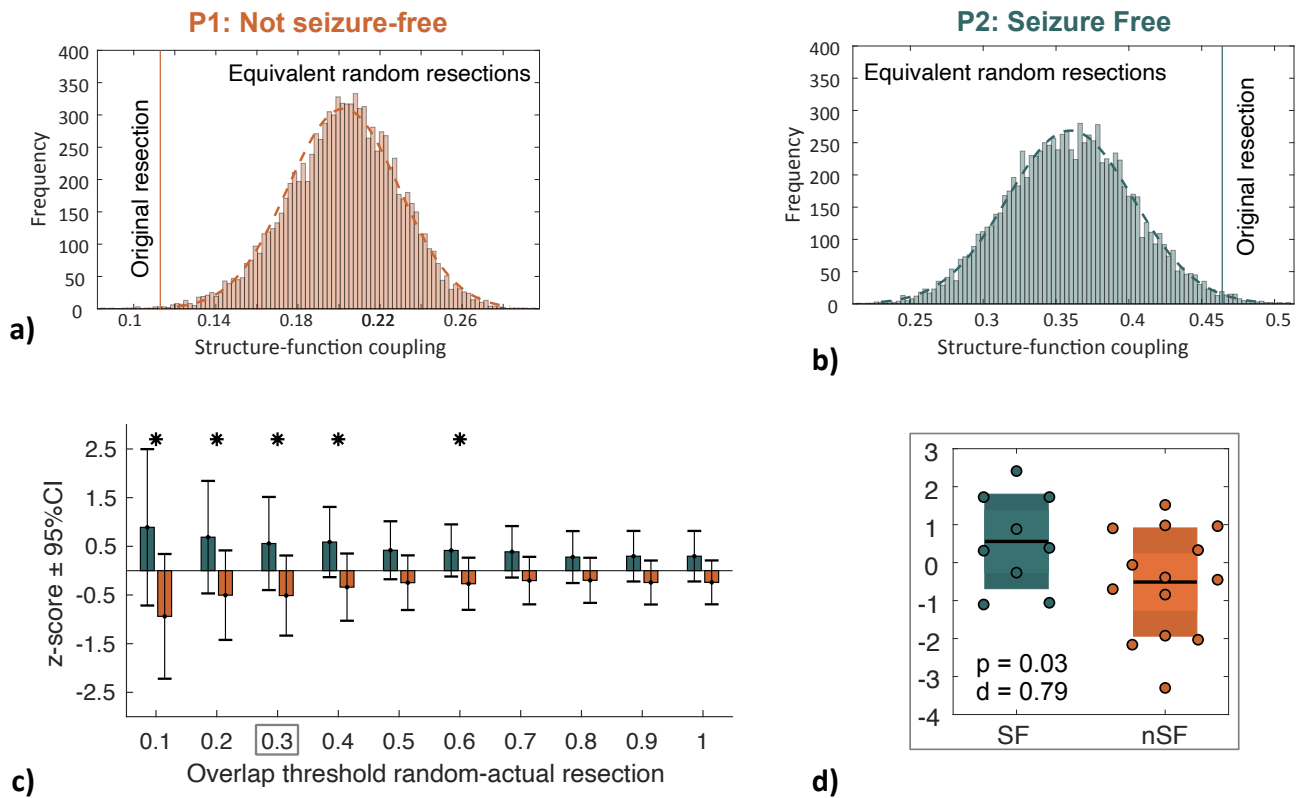 P1: Not seizure-free
400
350
300
250
200
150
100
50
0
Frequency
Original resection
Equivalent random resections
0.1 0.14 0.18 0.22 0.26
Structure-function coupling
a)
P2: Seizure Free
400
350
300
250
200
150
100
50
0
Frequency
Equivalent random resections
Original resection
0.25 0.3 0.35 0.4 0.45 0.5
Structure-function coupling
b)
z-score ± 95%CI
2.5
1.5
0.5
-0.5
-1.5
-2.5
* * * * *
0.1 0.2 0.3 0.4 0.5 0.6 0.7 0.8 0.9 1
Overlap threshold random-actual resection
c)
3
2
1
0
-1
-2
-3
-4
p = 0.03
d = 0.79
SF nSF
d)